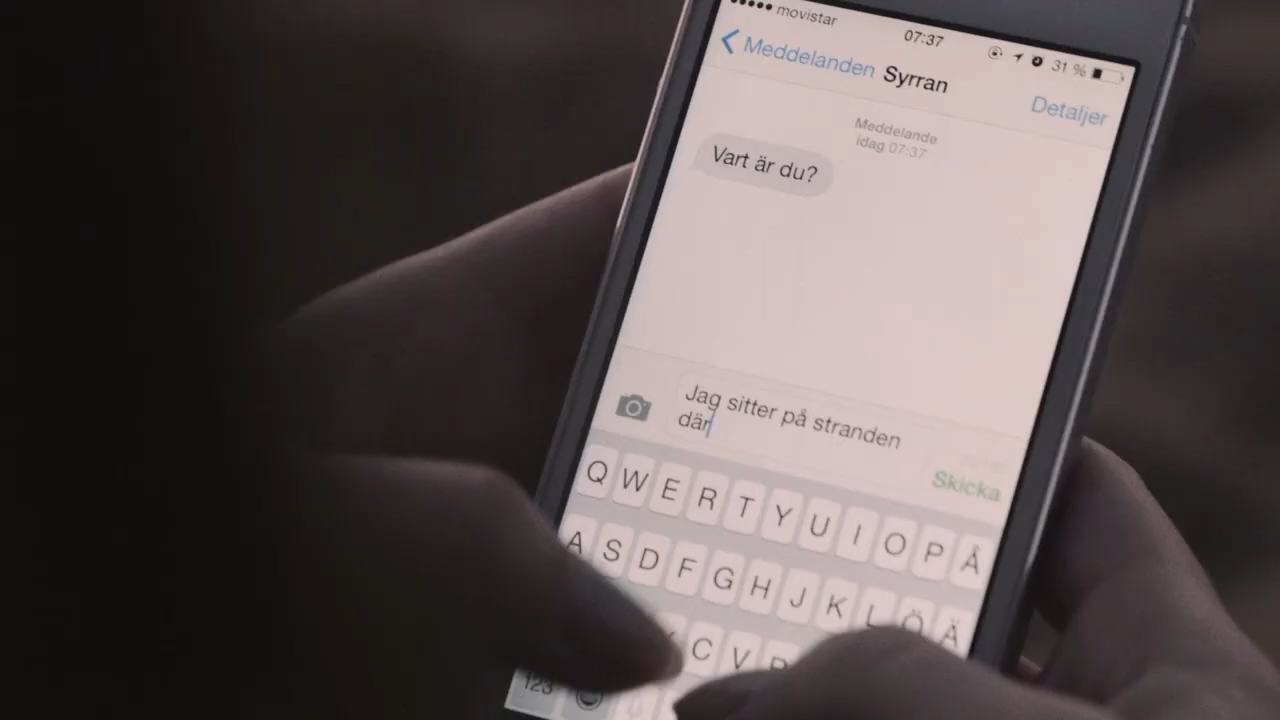 movistar 07:37 31 %
Meddelanden Syrran Detaljer
Meddelande
idag 07:37
Vart är du?
Jag sitter på stranden
där
Skicka
Q W E R T Y U I O P Å
A S D F G H J K L Ö Ä
C V
123